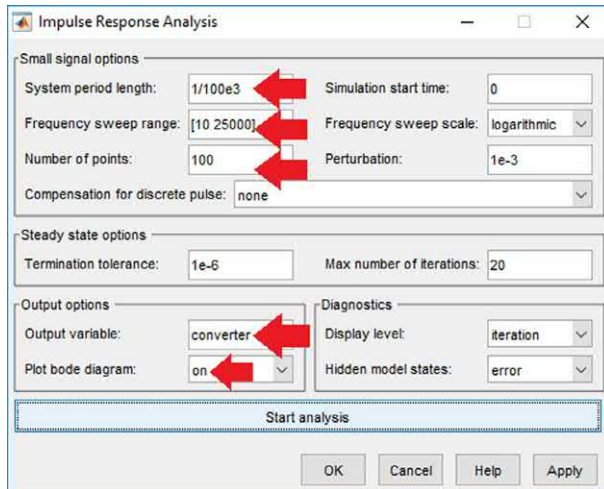 Impulse Response Analysis
Small signal options
System period length: 1/100e3 Simulation start time: 0
Frequency sweep range: [10 25000] Frequency sweep scale: logarithmic
Number of points: 100 Perturbation: 1e-3
Compensation for discrete pulse: none
Steady state options
Termination tolerance: 1e-6 Max number of iterations: 20
Output options Diagnostics
Output variable: converter Display level: iteration
Plot bode diagram: on Hidden model states: error
Start analysis
OK Cancel Help Apply